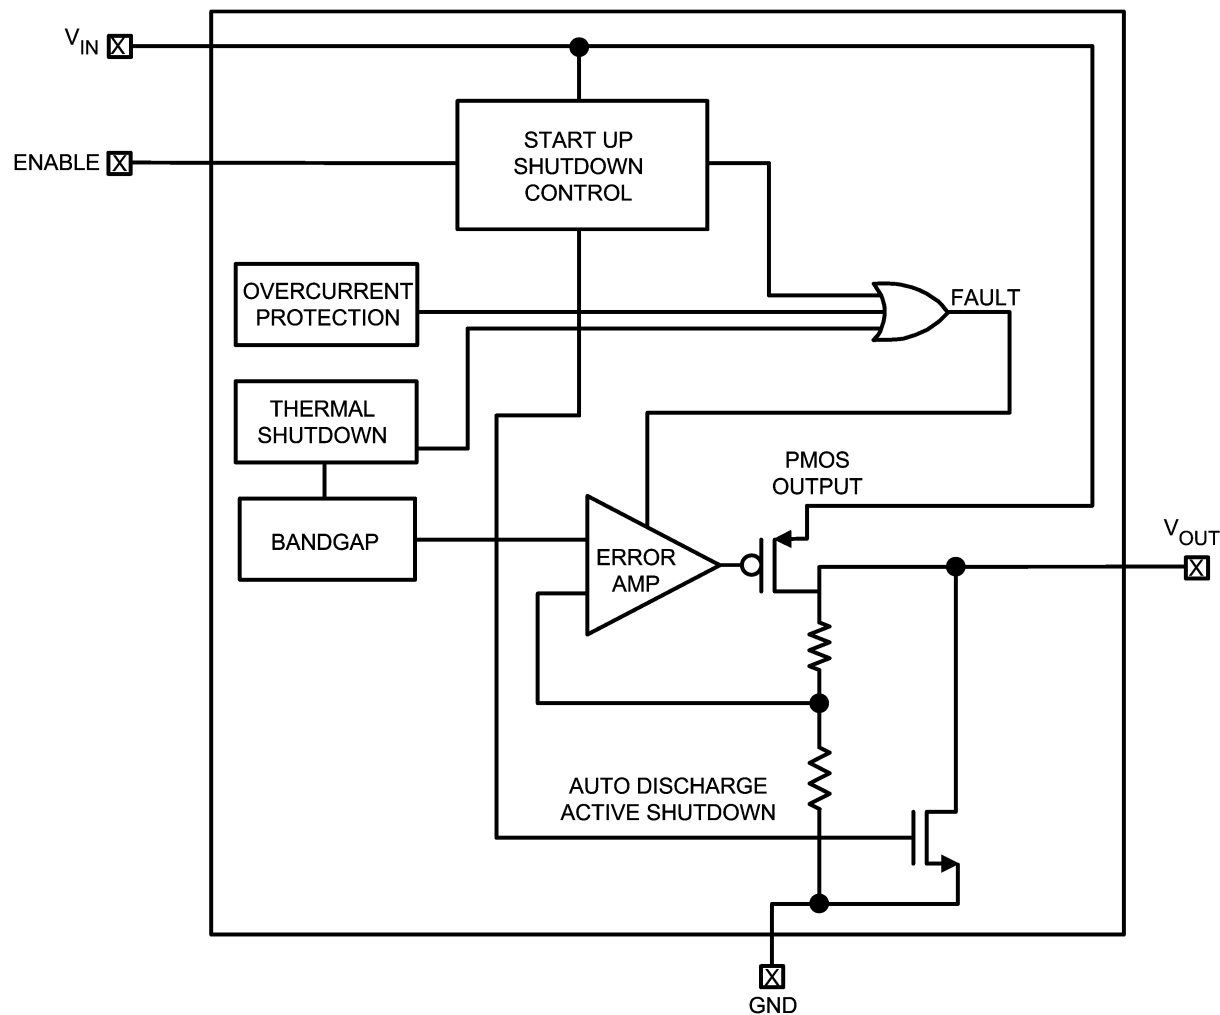 VIN
ENABLE
START UP
SHUTDOWN
CONTROL
OVERCURRENT
PROTECTION
FAULT
THERMAL
SHUTDOWN
PMOS
OUTPUT
BANDGAP
ERROR
AMP
VOUT
AUTO DISCHARGE
ACTIVE SHUTDOWN
GND